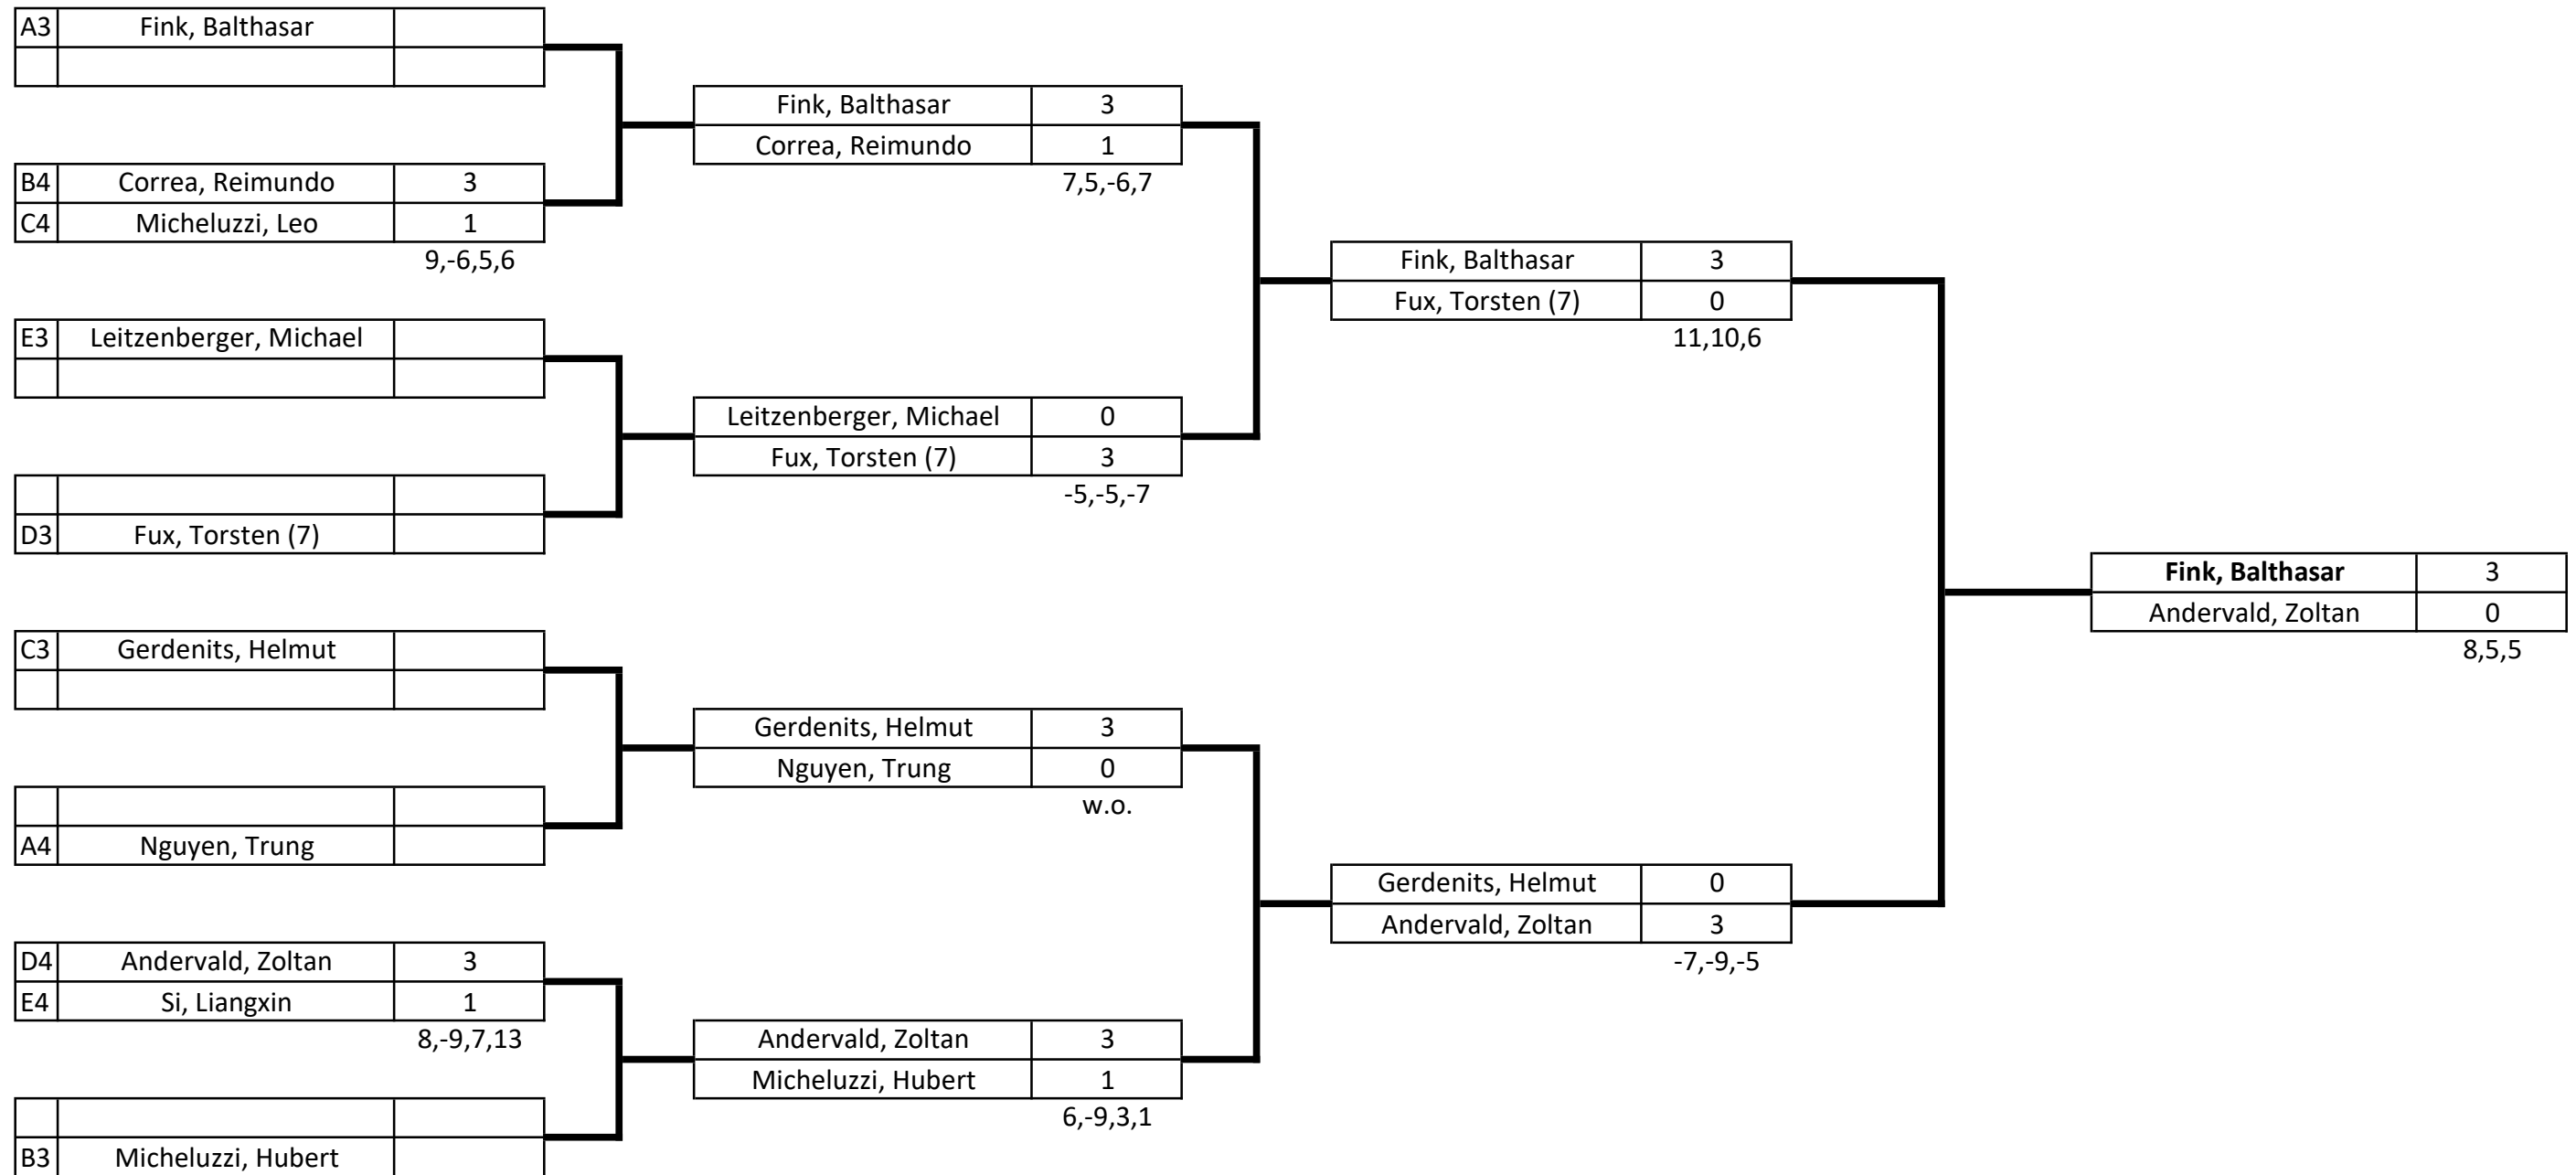 A3 Fink, Balthasar
Fink, Balthasar 3
Correa, Reimundo 1
7,5,-6,7
B4 Correa, Reimundo 3
C4 Micheluzzi, Leo 1
9,-6,5,6
Fink, Balthasar 3
Fux, Torsten (7) 0
11,10,6
E3 Leitzenberger, Michael
Leitzenberger, Michael 0
Fux, Torsten (7) 3
-5,-5,-7
D3 Fux, Torsten (7)
Fink, Balthasar 3
Andervald, Zoltan 0
8,5,5
C3 Gerdenits, Helmut
Gerdenits, Helmut 3
Nguyen, Trung 0
w.o.
A4 Nguyen, Trung
Gerdenits, Helmut 0
Andervald, Zoltan 3
-7,-9,-5
D4 Andervald, Zoltan 3
E4 Si, Liangxin 1
8,-9,7,13
Andervald, Zoltan 3
Micheluzzi, Hubert 1
6,-9,3,1
B3 Micheluzzi, Hubert